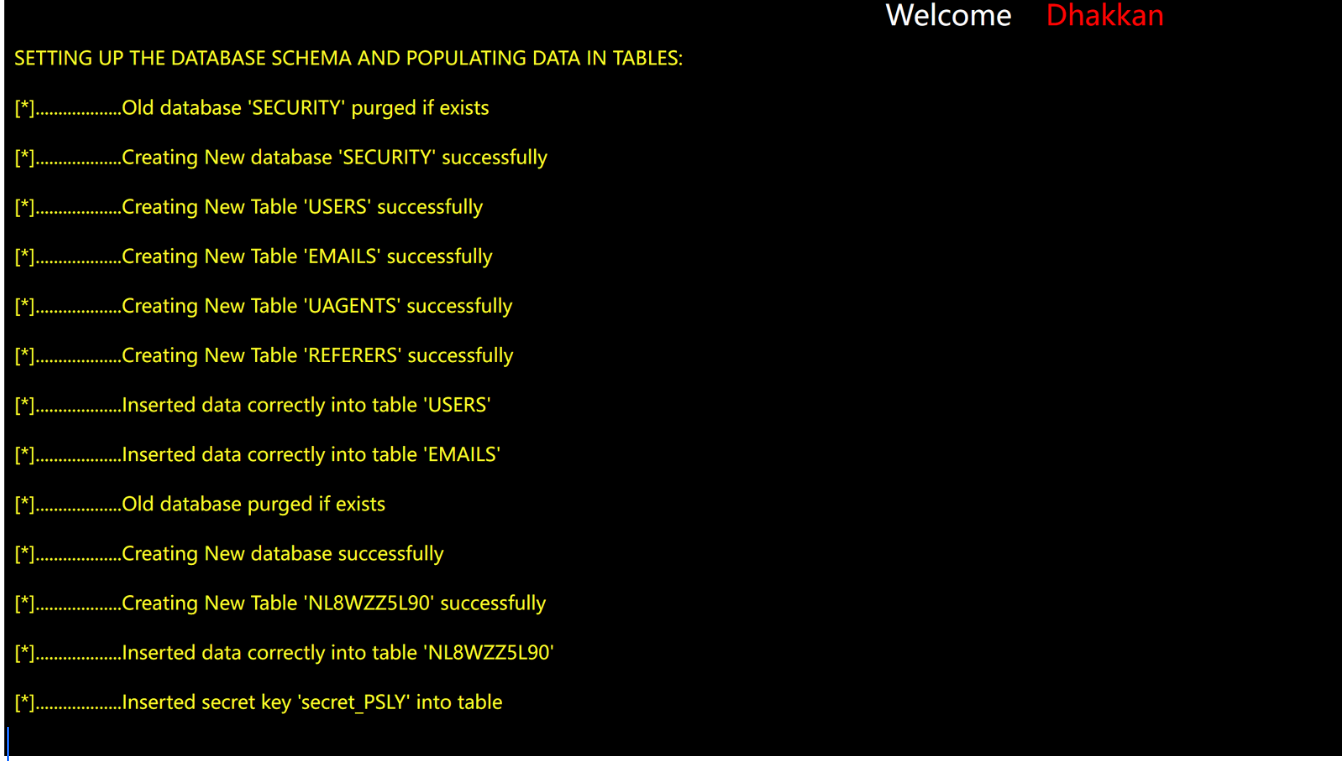 Welcome Dhakkan
SETTING UP THE DATABASE SCHEMA AND POPULATING DATA IN TABLES:
[*]...................Old database 'SECURITY' purged if exists
[*]...................Creating New database 'SECURITY' successfully
[*]...................Creating New Table 'USERS' successfully
[*]...................Creating New Table 'EMAILS' successfully
[*]...................Creating New Table 'UAGENTS' successfully
[*]...................Creating New Table 'REFERERS' successfully
[*]...................Inserted data correctly into table 'USERS'
[*]...................Inserted data correctly into table 'EMAILS'
[*]...................Old database purged if exists
[*]...................Creating New database successfully
[*]...................Creating New Table 'NL8WZZ5L90' successfully
[*]...................Inserted data correctly into table 'NL8WZZ5L90'
[*]...................Inserted secret key 'secret_PSLY' into table